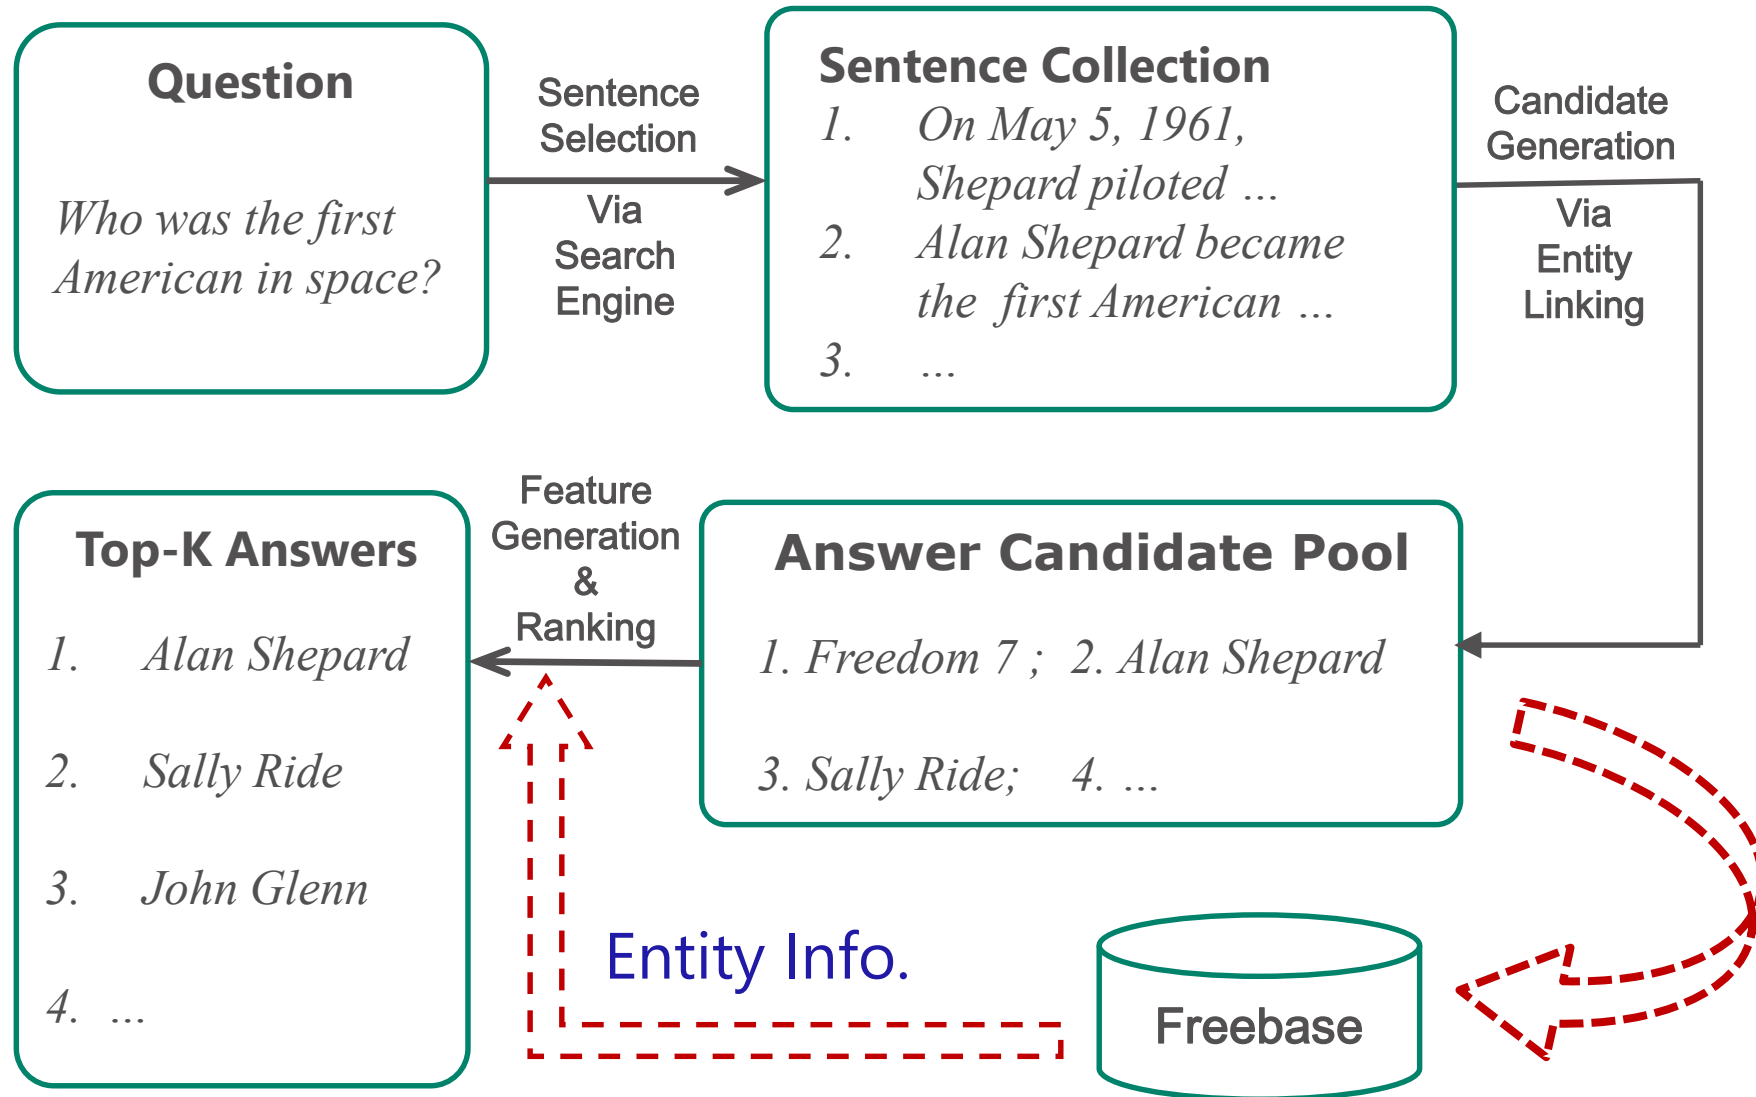 Question
Who was the first
American in space?
Sentence
Selection
Via
Search
Engine
Sentence Collection
1. On May 5, 1961,
Shepard piloted ...
2. Alan Shepard became
the first American ...
3. ...
Candidate
Generation
Via
Entity
Linking
Answer Candidate Pool
1. Freedom 7 ; 2. Alan Shepard
3. Sally Ride; 4. ...
Feature
Generation
&
Ranking
Top-K Answers
1. Alan Shepard
2. Sally Ride
3. John Glenn
4. ...
Entity Info.
Freebase